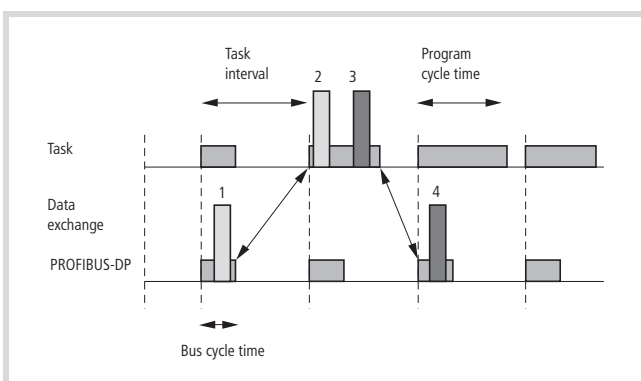 Task
interval
2
3
Program
cycle time
Task
1
Data
exchange
4
PROFIBUS-DP
Bus cycle time